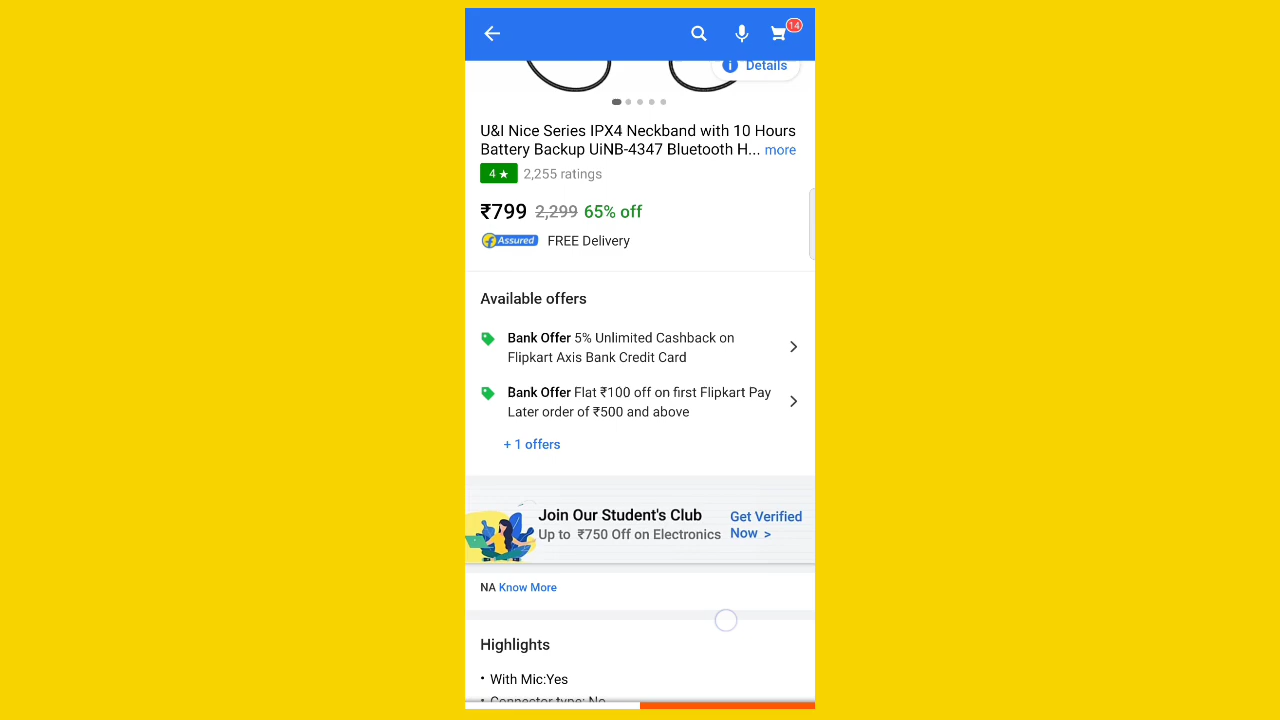 14
Details
U&I Nice Series IPX4 Neckband with 10 Hours
Battery Backup UiNB-4347 Bluetooth H... more
4 ★ 2,255 ratings
₹799 2,299 65% off
Assured FREE Delivery
Available offers
Bank Offer 5% Unlimited Cashback on
Flipkart Axis Bank Credit Card
Bank Offer Flat ₹100 off on first Flipkart Pay
Later order of ₹500 and above
+ 1 offers
Join Our Student's Club
Up to ₹750 Off on Electronics
Get Verified
Now >
NA Know More
Highlights
• With Mic:Yes
• Connector type: No